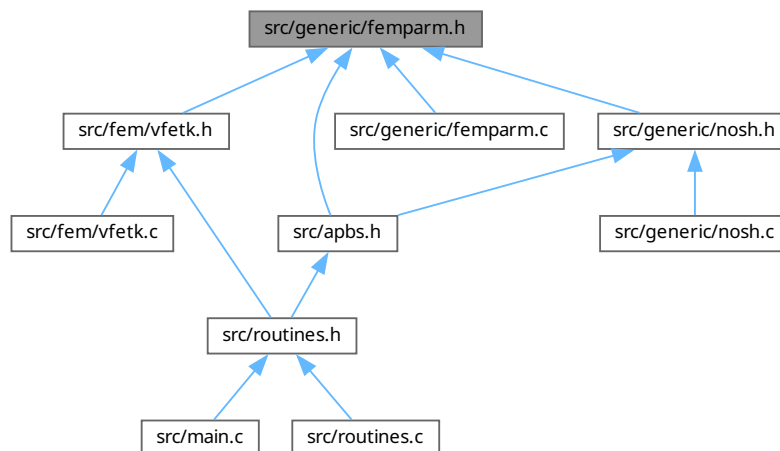 src/generic/femparm.h
src/fem/vfetk.h
src/generic/femparm.c
src/generic/nosh.h
src/fem/vfetk.c
src/apbs.h
src/generic/nosh.c
src/routines.h
src/main.c
src/routines.c